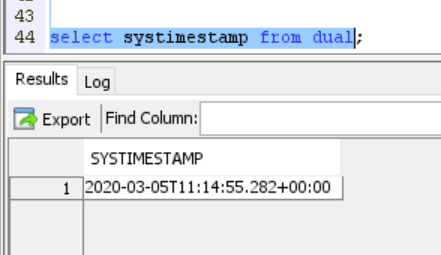 43
44 select systimestamp from dual;
Results Log
Export Find Column:
SYSTIMESTAMP
1 2020-03-05T11:14:55.282+00:00